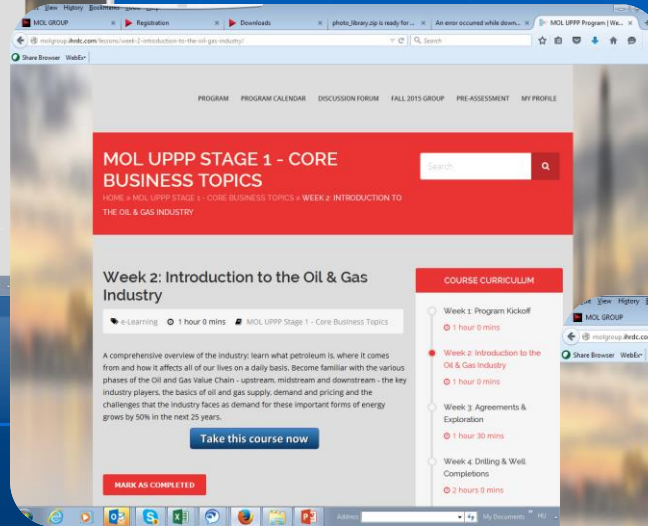 View History Bookmarks
MOL GROUP
Registration
Downloads
photo_library.zip is ready for ...
An error occured while down...
MOL UPPP Program | We...
molgroup.ihrdc.com/lessons/week-2-introduction-to-the-oil-gas-industry/
Search
Share Browser WebEx
PROGRAM PROGRAM CALENDAR DISCUSSION FORUM FALL 2015 GROUP PRE-ASSESSMENT MY PROFILE
MOL UPPP STAGE 1 - CORE
BUSINESS TOPICS
Search
HOME » MOL UPPP STAGE 1 - CORE BUSINESS TOPICS » WEEK 2: INTRODUCTION TO
THE OIL & GAS INDUSTRY
Week 2: Introduction to the Oil & Gas
Industry
e-Learning 1 hour 0 mins MOL UPPP Stage 1 - Core Business Topics
A comprehensive overview of the industry: learn what petroleum is, where it comes
from and how it affects all of our lives on a daily basis. Become familiar with the various
phases of the Oil and Gas Value Chain - upstream, midstream and downstream - the key
industry players, the basics of oil and gas supply, demand and pricing and the
challenges that the industry faces as demand for these important forms of energy
grows by 50% in the next 25 years.
Take this course now
MARK AS COMPLETED
COURSE CURRICULUM
Week 1: Program Kickoff
1 hour 0 mins
Week 2: Introduction to the
Oil & Gas Industry
1 hour 0 mins
Week 3: Agreements &
Exploration
1 hour 30 mins
Week 4: Drilling & Well
Completions
2 hours 0 mins
Address
My Documents
HU
View History
MOL GROUP
molgroup.ihrdc.com
Share Browser WebEx